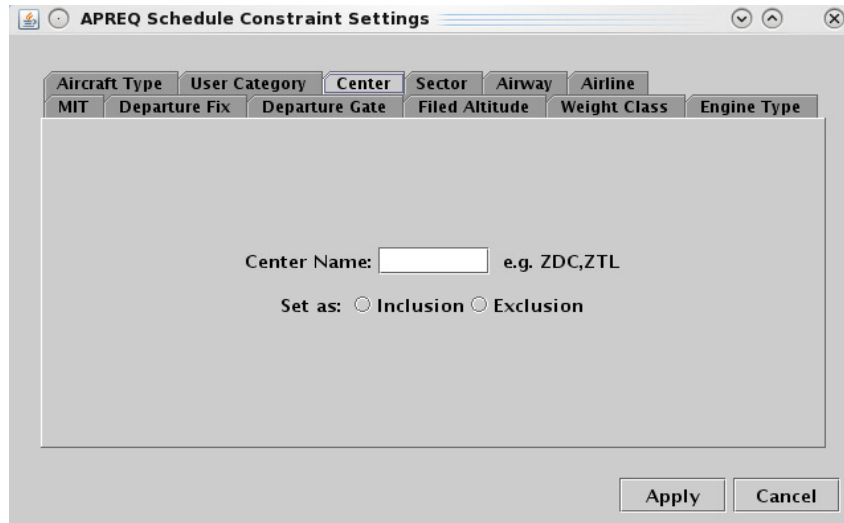 APREQ Schedule Constraint Settings
Aircraft Type User Category Center Sector Airway Airline
MIT Departure Fix Departure Gate Filed Altitude Weight Class Engine Type
Center Name: e.g. ZDC,ZTL
Set as: Inclusion Exclusion
Apply Cancel